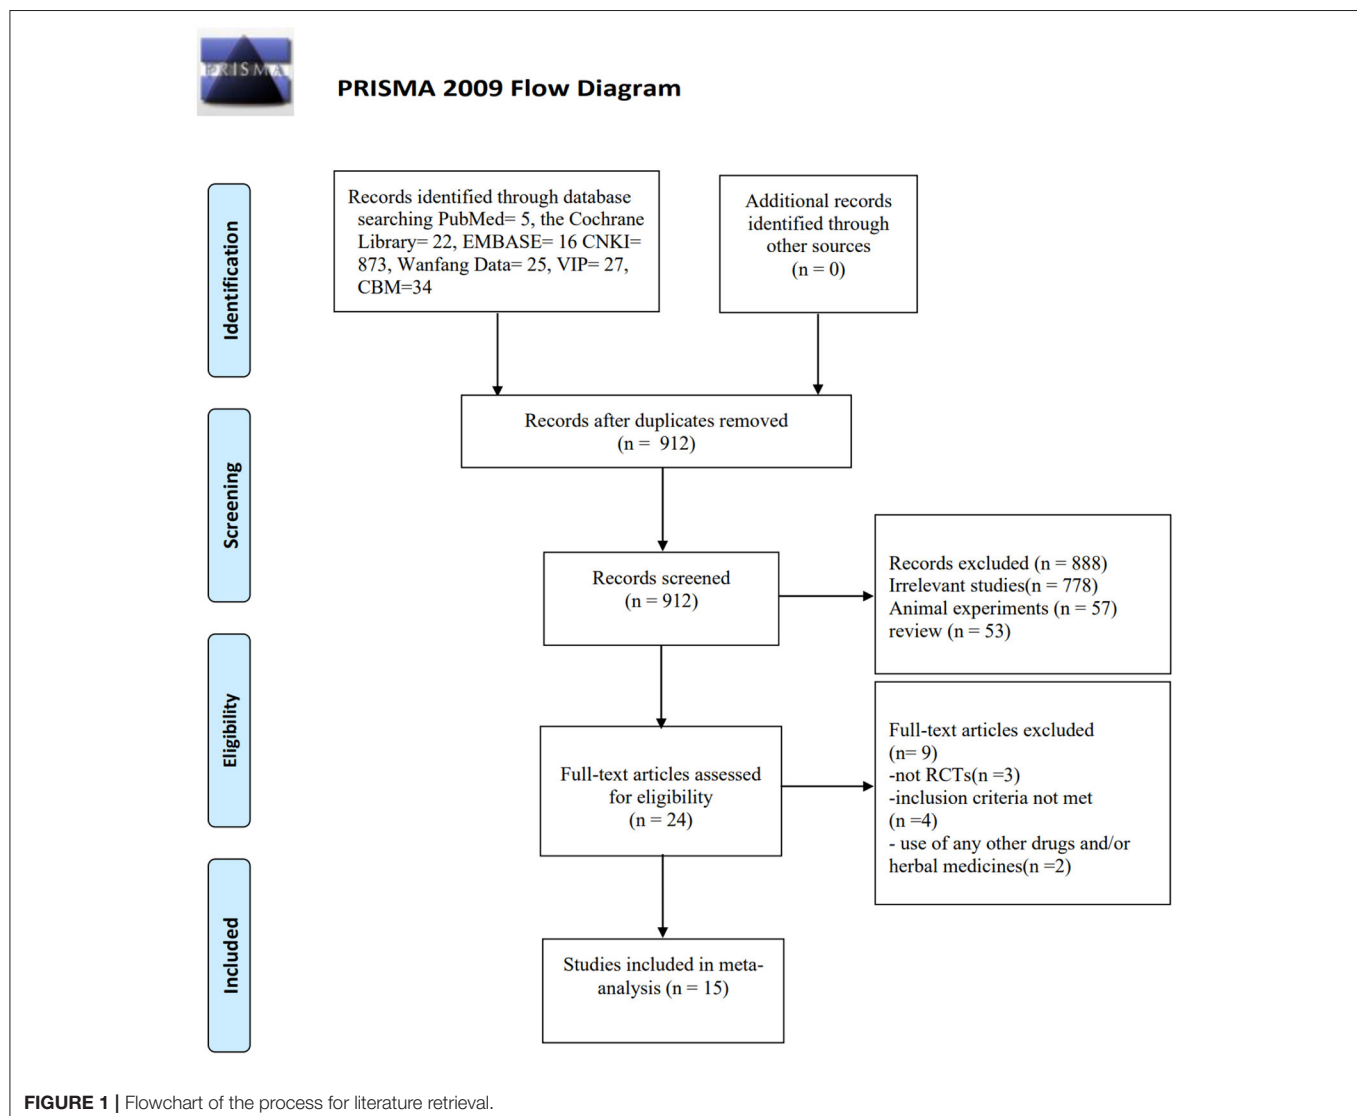 PRISMA
PRISMA 2009 Flow Diagram
Identification
Records identified through database
searching PubMed= 5, the Cochrane
Library= 22, EMBASE= 16 CNKI=
873, Wanfang Data= 25, VIP= 27,
CBM=34
Additional records
identified through
other sources
(n = 0)
Records after duplicates removed
(n = 912)
Screening
Records screened
(n = 912)
Records excluded (n = 888)
Irrelevant studies(n = 778)
Animal experiments (n = 57)
review (n = 53)
Eligibility
Full-text articles assessed
for eligibility
(n = 24)
Full-text articles excluded
(n= 9)
-not RCTs(n =3)
-inclusion criteria not met
(n =4)
- use of any other drugs and/or
herbal medicines(n =2)
Included
Studies included in meta-
analysis (n = 15)
FIGURE 1 | Flowchart of the process for literature retrieval.